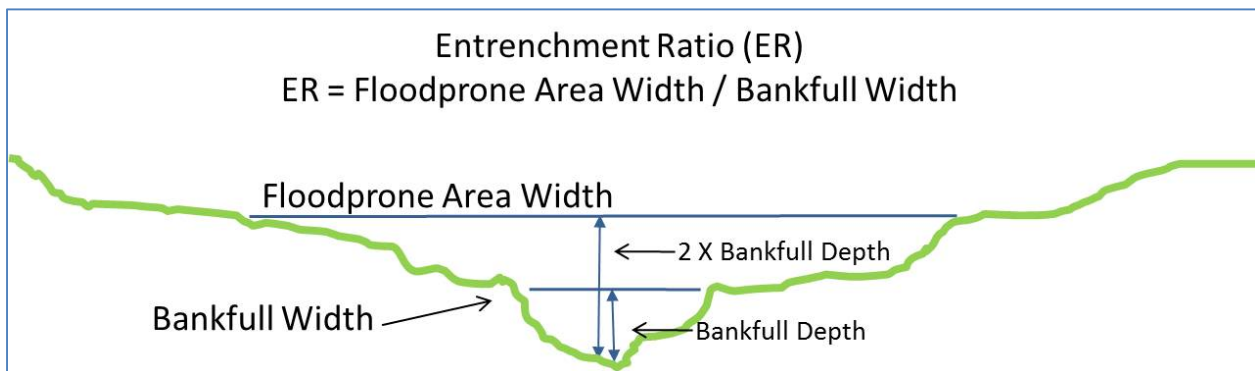 Entrenchment Ratio (ER)
ER = Floodprone Area Width / Bankfull Width
Floodprone Area Width
2 X Bankfull Depth
Bankfull Width
Bankfull Depth